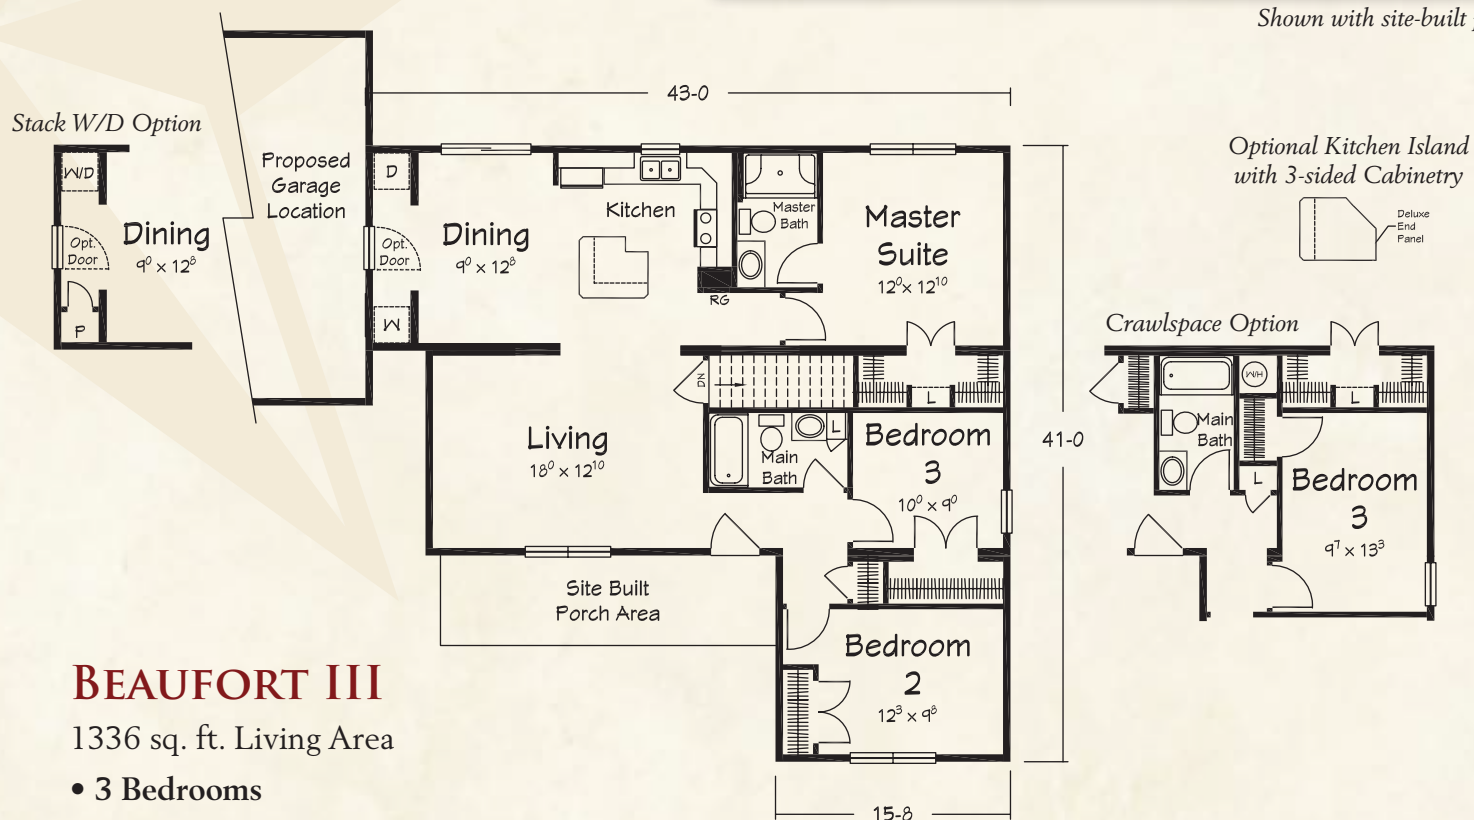 Shown with site-built
43-0
Stack W/D Option
W/D
Dining
9⁰ x 12⁸
Opt.
Door
P
Proposed
Garage
Location
D
Opt.
Door
W
Dining
9⁰ x 12⁸
Kitchen
RG
Master
Bath
Master
Suite
12⁰ x 12¹⁰
Optional Kitchen Island
with 3-sided Cabinetry
Deluxe
End
Panel
DN
L
Living
18⁰ x 12¹⁰
Main
Bath
L
Bedroom
3
10⁰ x 9⁰
41-0
Crawlspace Option
W/H
L
Main
Bath
L
Bedroom
3
9⁷ x 13³
Site Built
Porch Area
Bedroom
2
12³ x 9⁸
15-8
BEAUFORT III
1336 sq. ft. Living Area
• 3 Bedrooms